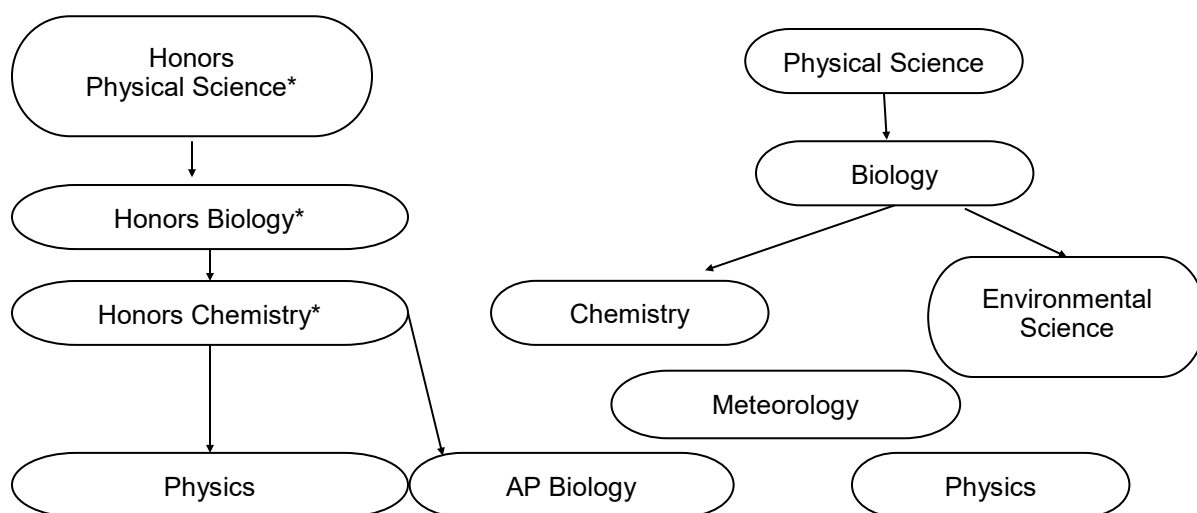 Honors
Physical Science*
Physical Science
Biology
Honors Biology*
Honors Chemistry*
Chemistry
Environmental
Science
Meteorology
Physics
AP Biology
Physics